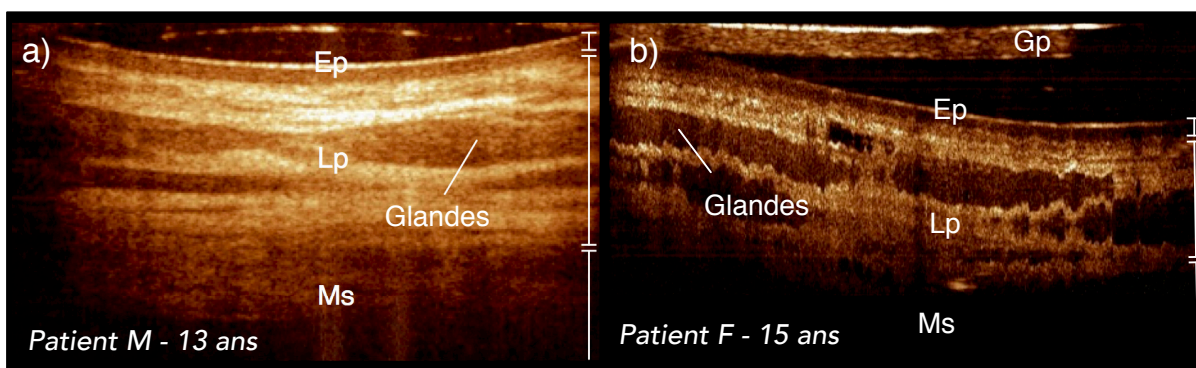 a)
Ep
Lp
Glandes
Ms
Patient M - 13 ans
b)
Gp
Ep
Glandes
Lp
Ms
Patient F - 15 ans